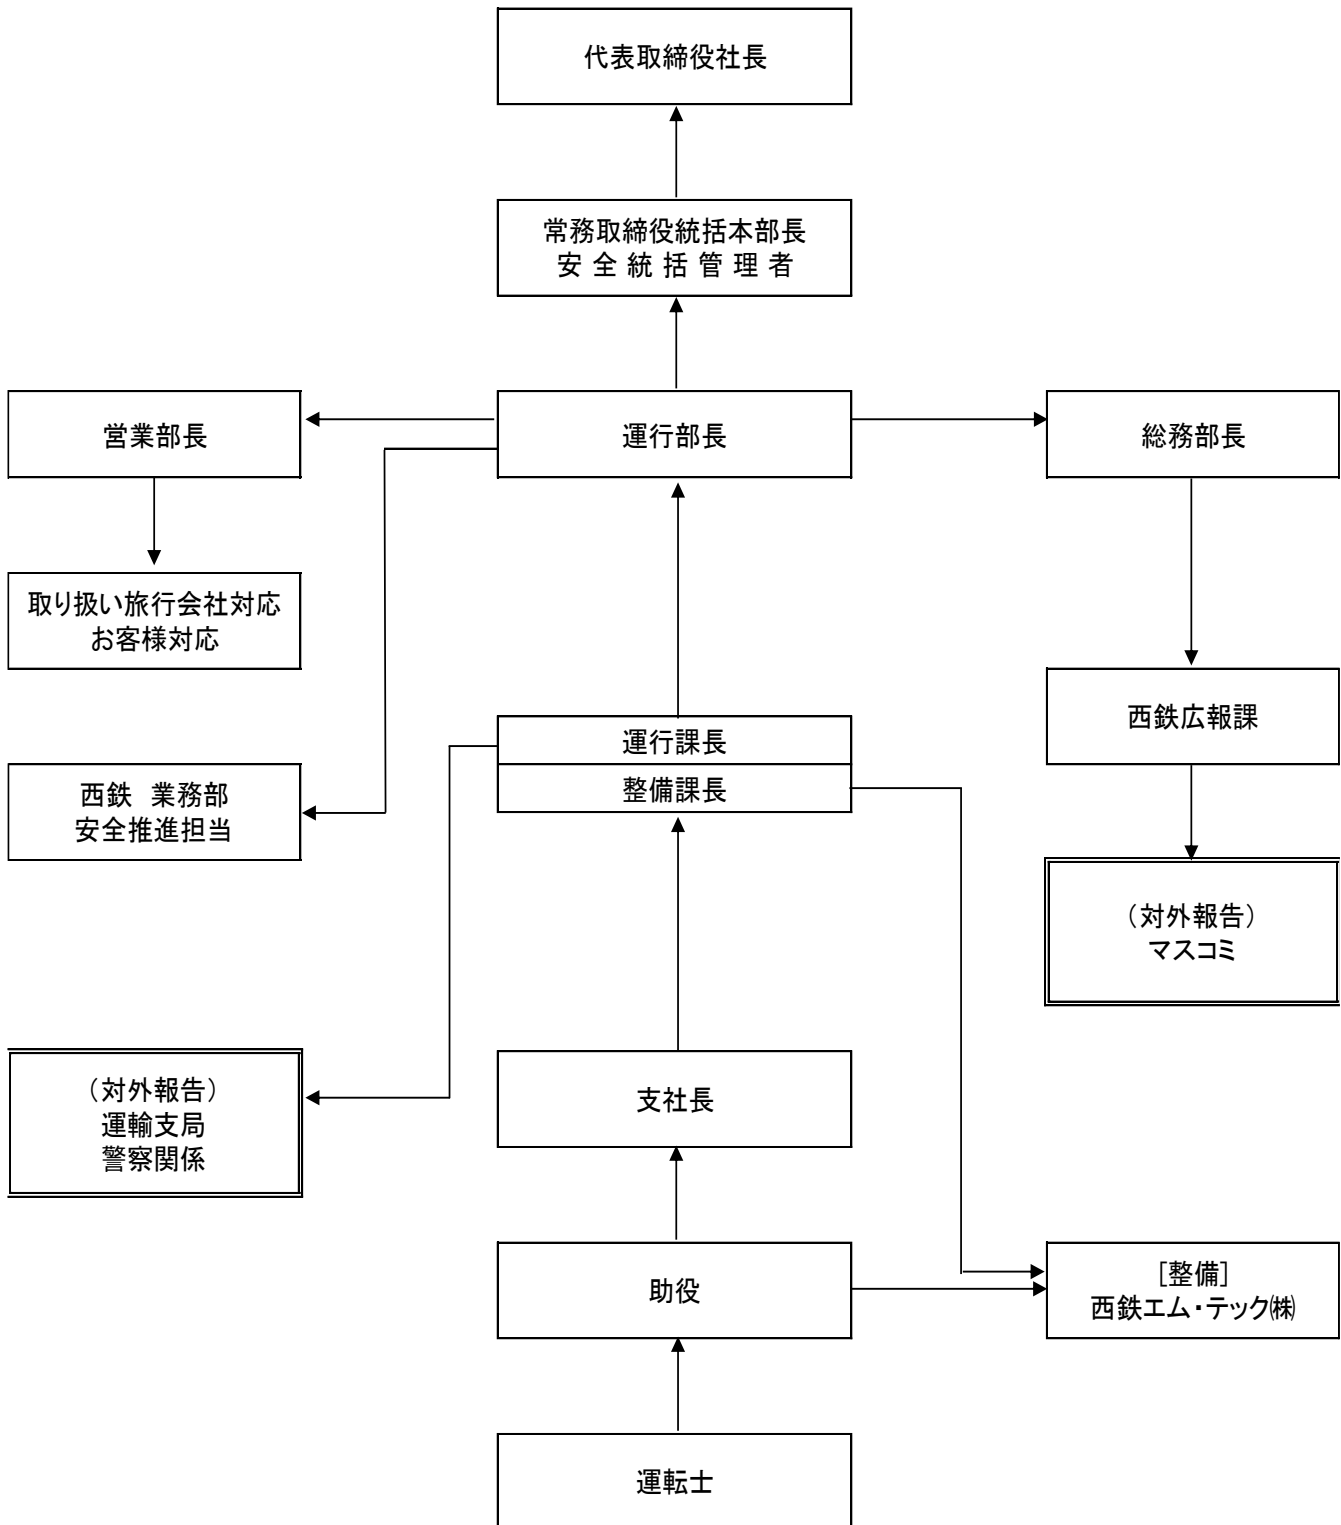 代表取締役社長
常務取締役統括本部長
安全統括管理者
営業部長
運行部長
総務部長
取り扱い旅行会社対応
お客様対応
西鉄広報課
運行課長
整備課長
西鉄　業務部
安全推進担当
（対外報告）
マスコミ
（対外報告）
運輸支局
警察関係
支社長
助役
［整備］
西鉄エム・テック㈱
運転士